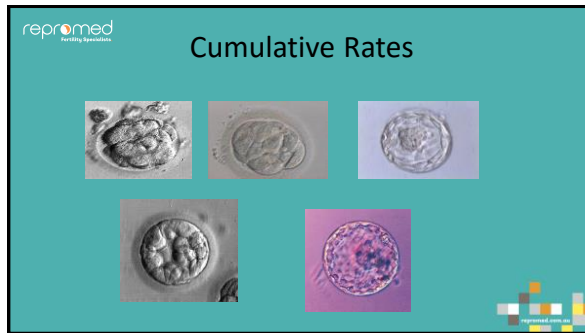 repromed
Fertility Specialists
Cumulative Rates
repromed.com.au